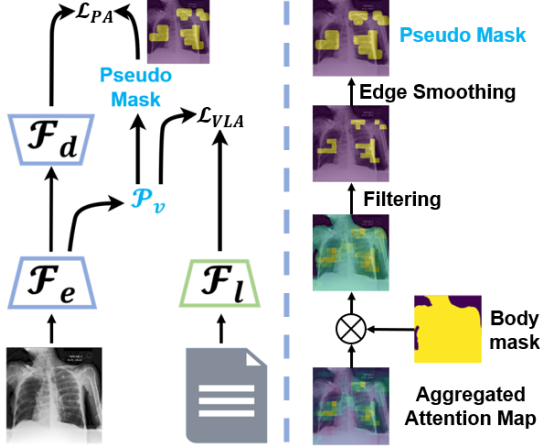 𝓛_PA
Pseudo
Mask
𝓛_VLA
𝓕_d
𝓟_v
𝓕_e
𝓕_l
Pseudo Mask
Edge Smoothing
Filtering
Body
mask
Aggregated
Attention Map